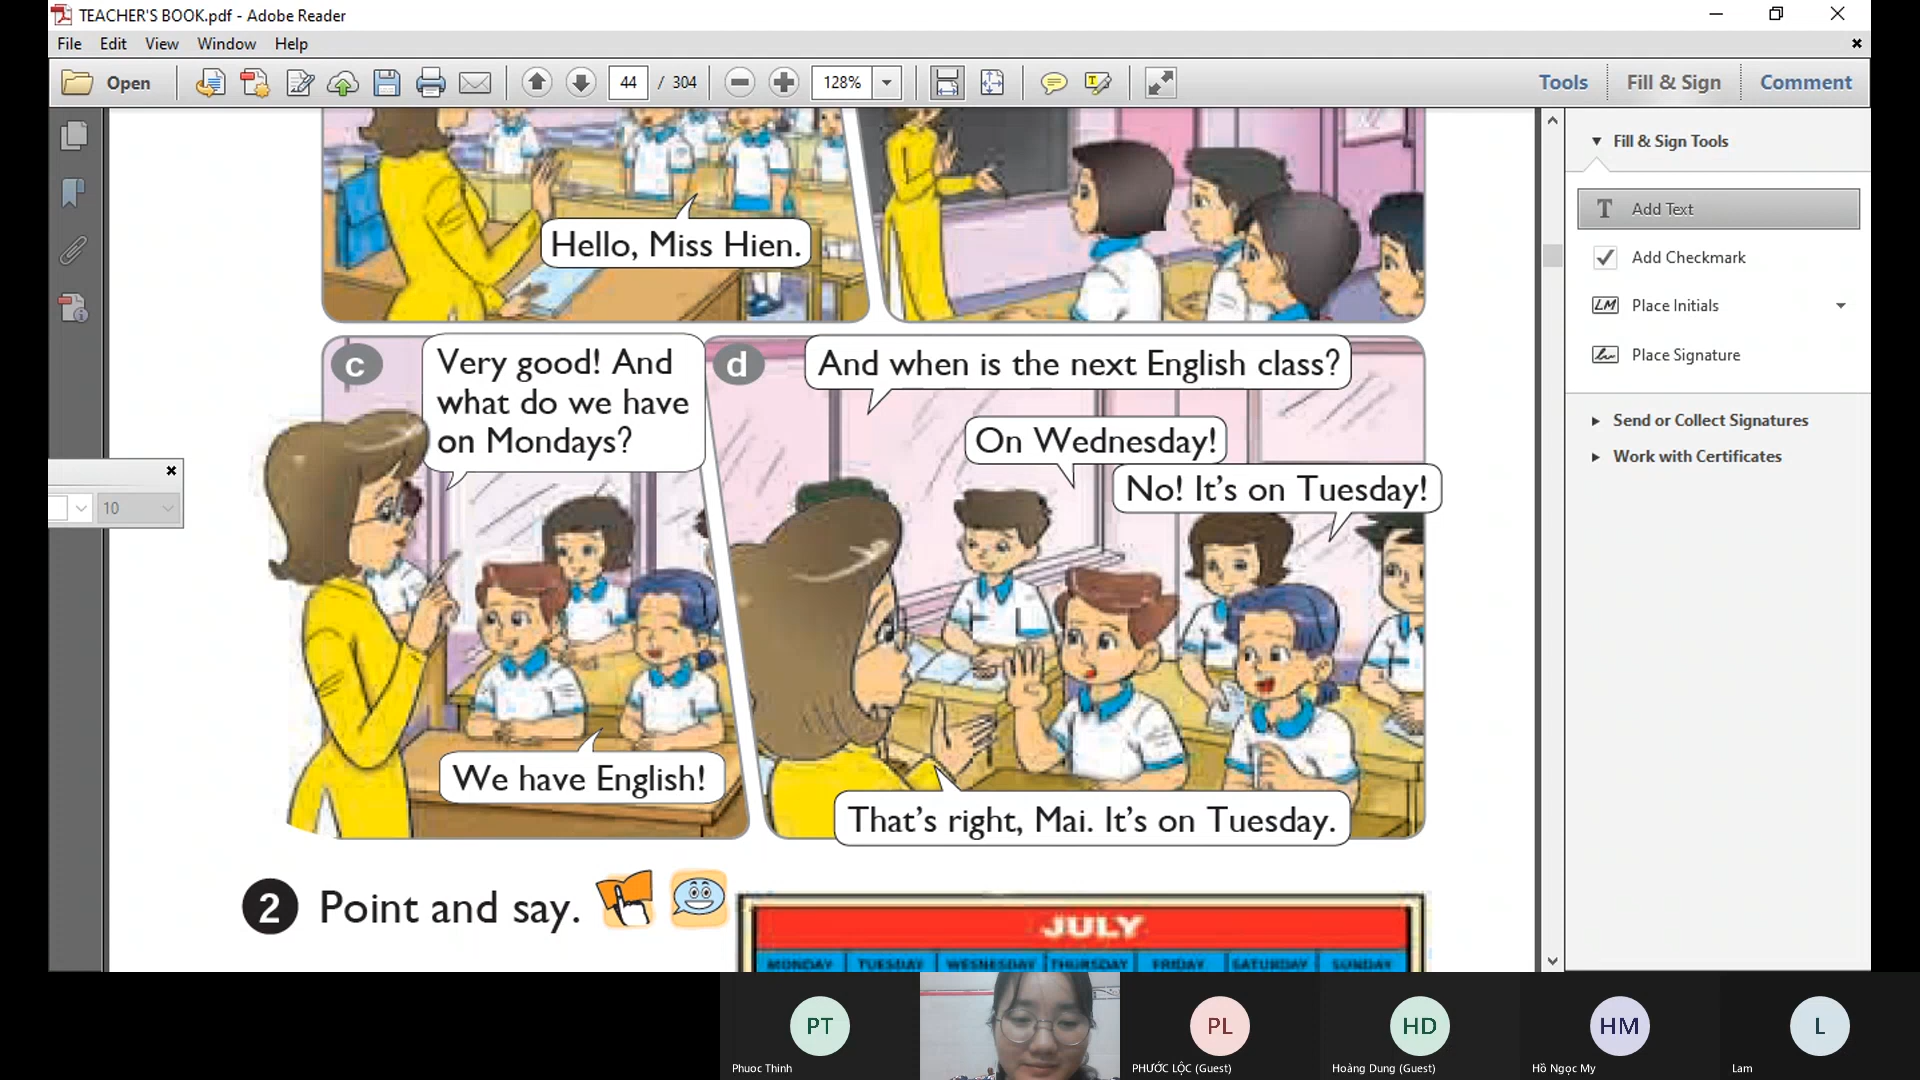 TEACHER'S BOOK.pdf - Adobe Reader
File Edit View Window Help
Open 44 / 304 128% Tools Fill & Sign Comment
Fill & Sign Tools
T Add Text
Add Checkmark
LM Place Initials
Place Signature
Send or Collect Signatures
Work with Certificates
10
Hello, Miss Hien.
c
Very good! And
what do we have
on Mondays?
We have English!
d
And when is the next English class?
On Wednesday!
No! It's on Tuesday!
That's right, Mai. It's on Tuesday.
2 Point and say.
JULY
MONDAY TUESDAY WESNESDAY THURSDAY FRIDAY SATURDAY SUNDAY
PT PL HD HM L
Phuoc Thinh PHƯỚC LỘC (Guest) Hoàng Dung (Guest) Hồ Ngọc My Lam